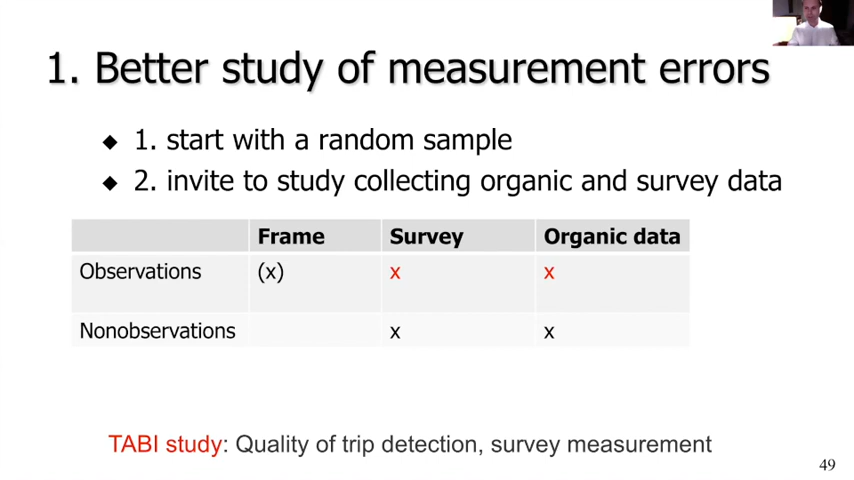 1. Better study of measurement errors
1. start with a random sample
2. invite to study collecting organic and survey data
Frame Survey Organic data
Observations (x) x x
Nonobservations x x
TABI study: Quality of trip detection, survey measurement
49